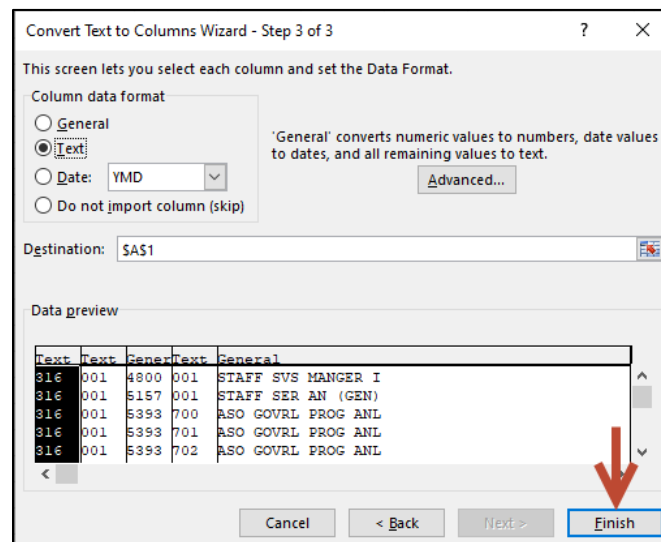 Convert Text to Columns Wizard - Step 3 of 3 ? X
This screen lets you select each column and set the Data Format.
Column data format
General
Text
Date: YMD
Do not import column (skip)
'General' converts numeric values to numbers, date values
to dates, and all remaining values to text.
Advanced...
Destination: $A$1
Data preview
Text Text GenerText General
316 001 4800 001 STAFF SVS MANGER I
316 001 5157 001 STAFF SER AN (GEN)
316 001 5393 700 ASO GOVRL PROG ANL
316 001 5393 701 ASO GOVRL PROG ANL
316 001 5393 702 ASO GOVRL PROG ANL
Cancel < Back Next > Finish